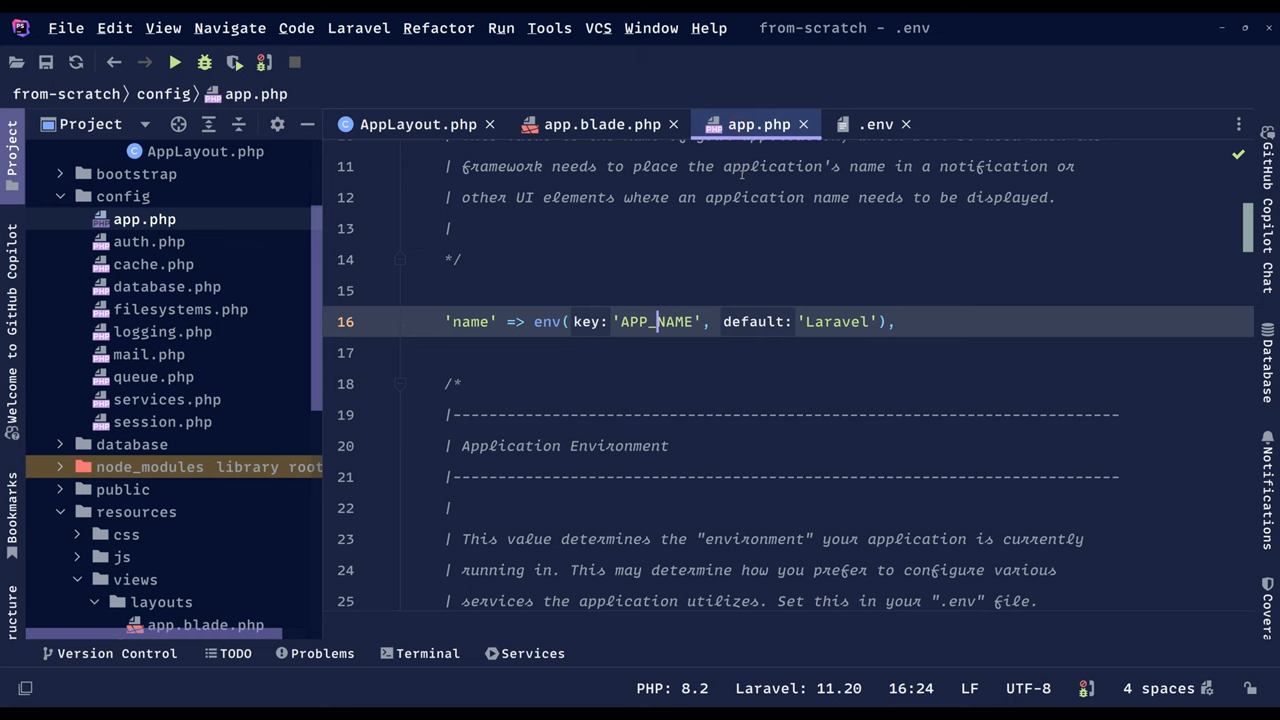 PS File Edit View Navigate Code Laravel Refactor Run Tools VCS Window Help from-scratch - .env
from-scratch config app.php
Project
Welcome to GitHub Copilot
Bookmarks
ructure
Project
AppLayout.php
bootstrap
config
app.php
auth.php
cache.php
database.php
filesystems.php
logging.php
mail.php
queue.php
services.php
session.php
database
node_modules library root
public
resources
css
js
views
layouts
app.blade.php
AppLayout.php app.blade.php app.php .env
11 | framework needs to place the application's name in a notification or
12 | other UI elements where an application name needs to be displayed.
13 |
14 */
15
16 'name' => env( key: 'APP_NAME', default: 'Laravel'),
17
18 /*
19 |--------------------------------------------------------------------------
20 | Application Environment
21 |--------------------------------------------------------------------------
22 |
23 | This value determines the "environment" your application is currently
24 | running in. This may determine how you prefer to configure various
25 | services the application utilizes. Set this in your ".env" file.
GitHub Copilot Chat
Database
Notifications
Covera
Version Control TODO Problems Terminal Services
PHP: 8.2 Laravel: 11.20 16:24 LF UTF-8 4 spaces